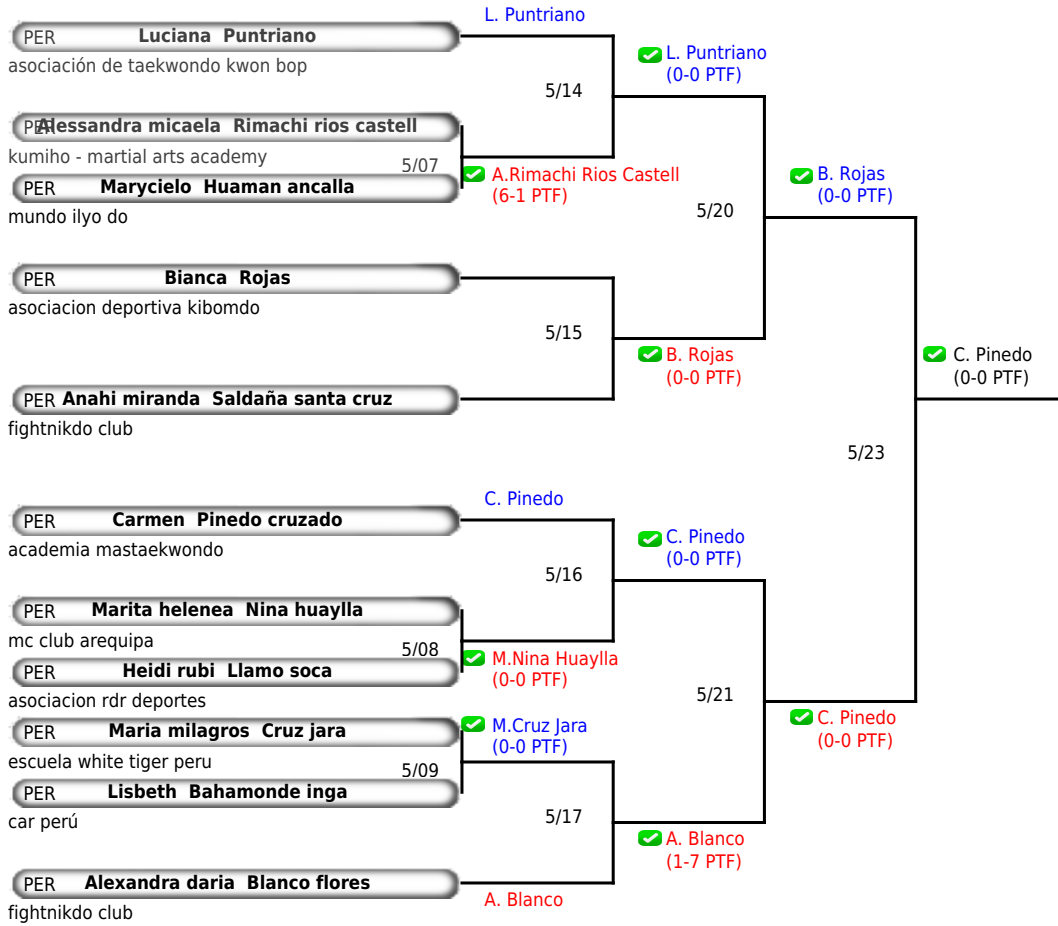 L. Puntriano
PER Luciana Puntriano
asociación de taekwondo kwon bop
L. Puntriano
(0-0 PTF)
5/14
PER Alessandra micaela Rimachi rios castell
kumiho - martial arts academy
5/07
A.Rimachi Rios Castell
(6-1 PTF)
PER Marycielo Huaman ancalla
mundo ilyo do
B. Rojas
(0-0 PTF)
5/20
PER Bianca Rojas
asociacion deportiva kibomdo
5/15
B. Rojas
(0-0 PTF)
C. Pinedo
(0-0 PTF)
PER Anahi miranda Saldaña santa cruz
fightnikdo club
5/23
C. Pinedo
PER Carmen Pinedo cruzado
academia mastaekwondo
C. Pinedo
(0-0 PTF)
5/16
PER Marita helenea Nina huaylla
mc club arequipa
5/08
M.Nina Huaylla
(0-0 PTF)
PER Heidi rubi Llamo soca
asociacion rdr deportes
5/21
C. Pinedo
(0-0 PTF)
M.Cruz Jara
(0-0 PTF)
PER Maria milagros Cruz jara
escuela white tiger peru
5/09
PER Lisbeth Bahamonde inga
car perú
5/17
A. Blanco
(1-7 PTF)
PER Alexandra daria Blanco flores
fightnikdo club
A. Blanco